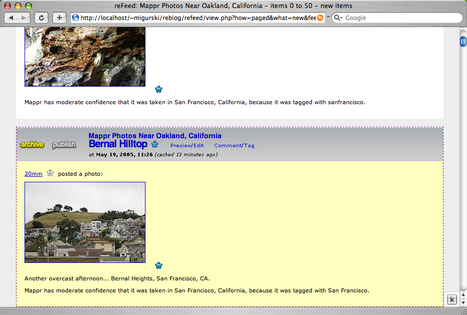 reFeed: Mappr Photos Near Oakland, California – items 0 to 50 – new items
http://localhost/~migurski/reblog/refeed/view.php?how=paged&what=new&fee
Google
Mappr has moderate confidence that it was taken in San Francisco, California, because it was tagged with sanfrancisco.
Mappr Photos Near Oakland, California
archive publish Bernal Hilltop Preview/Edit Comment/Tag
at May 19, 2005, 11:26 (cached 13 minutes ago)
20mm posted a photo:
Another overcast afternoon... Bernal Heights, San Francisco, CA.
Mappr has moderate confidence that it was taken in San Francisco, California, because it was tagged with San Francisco.
k